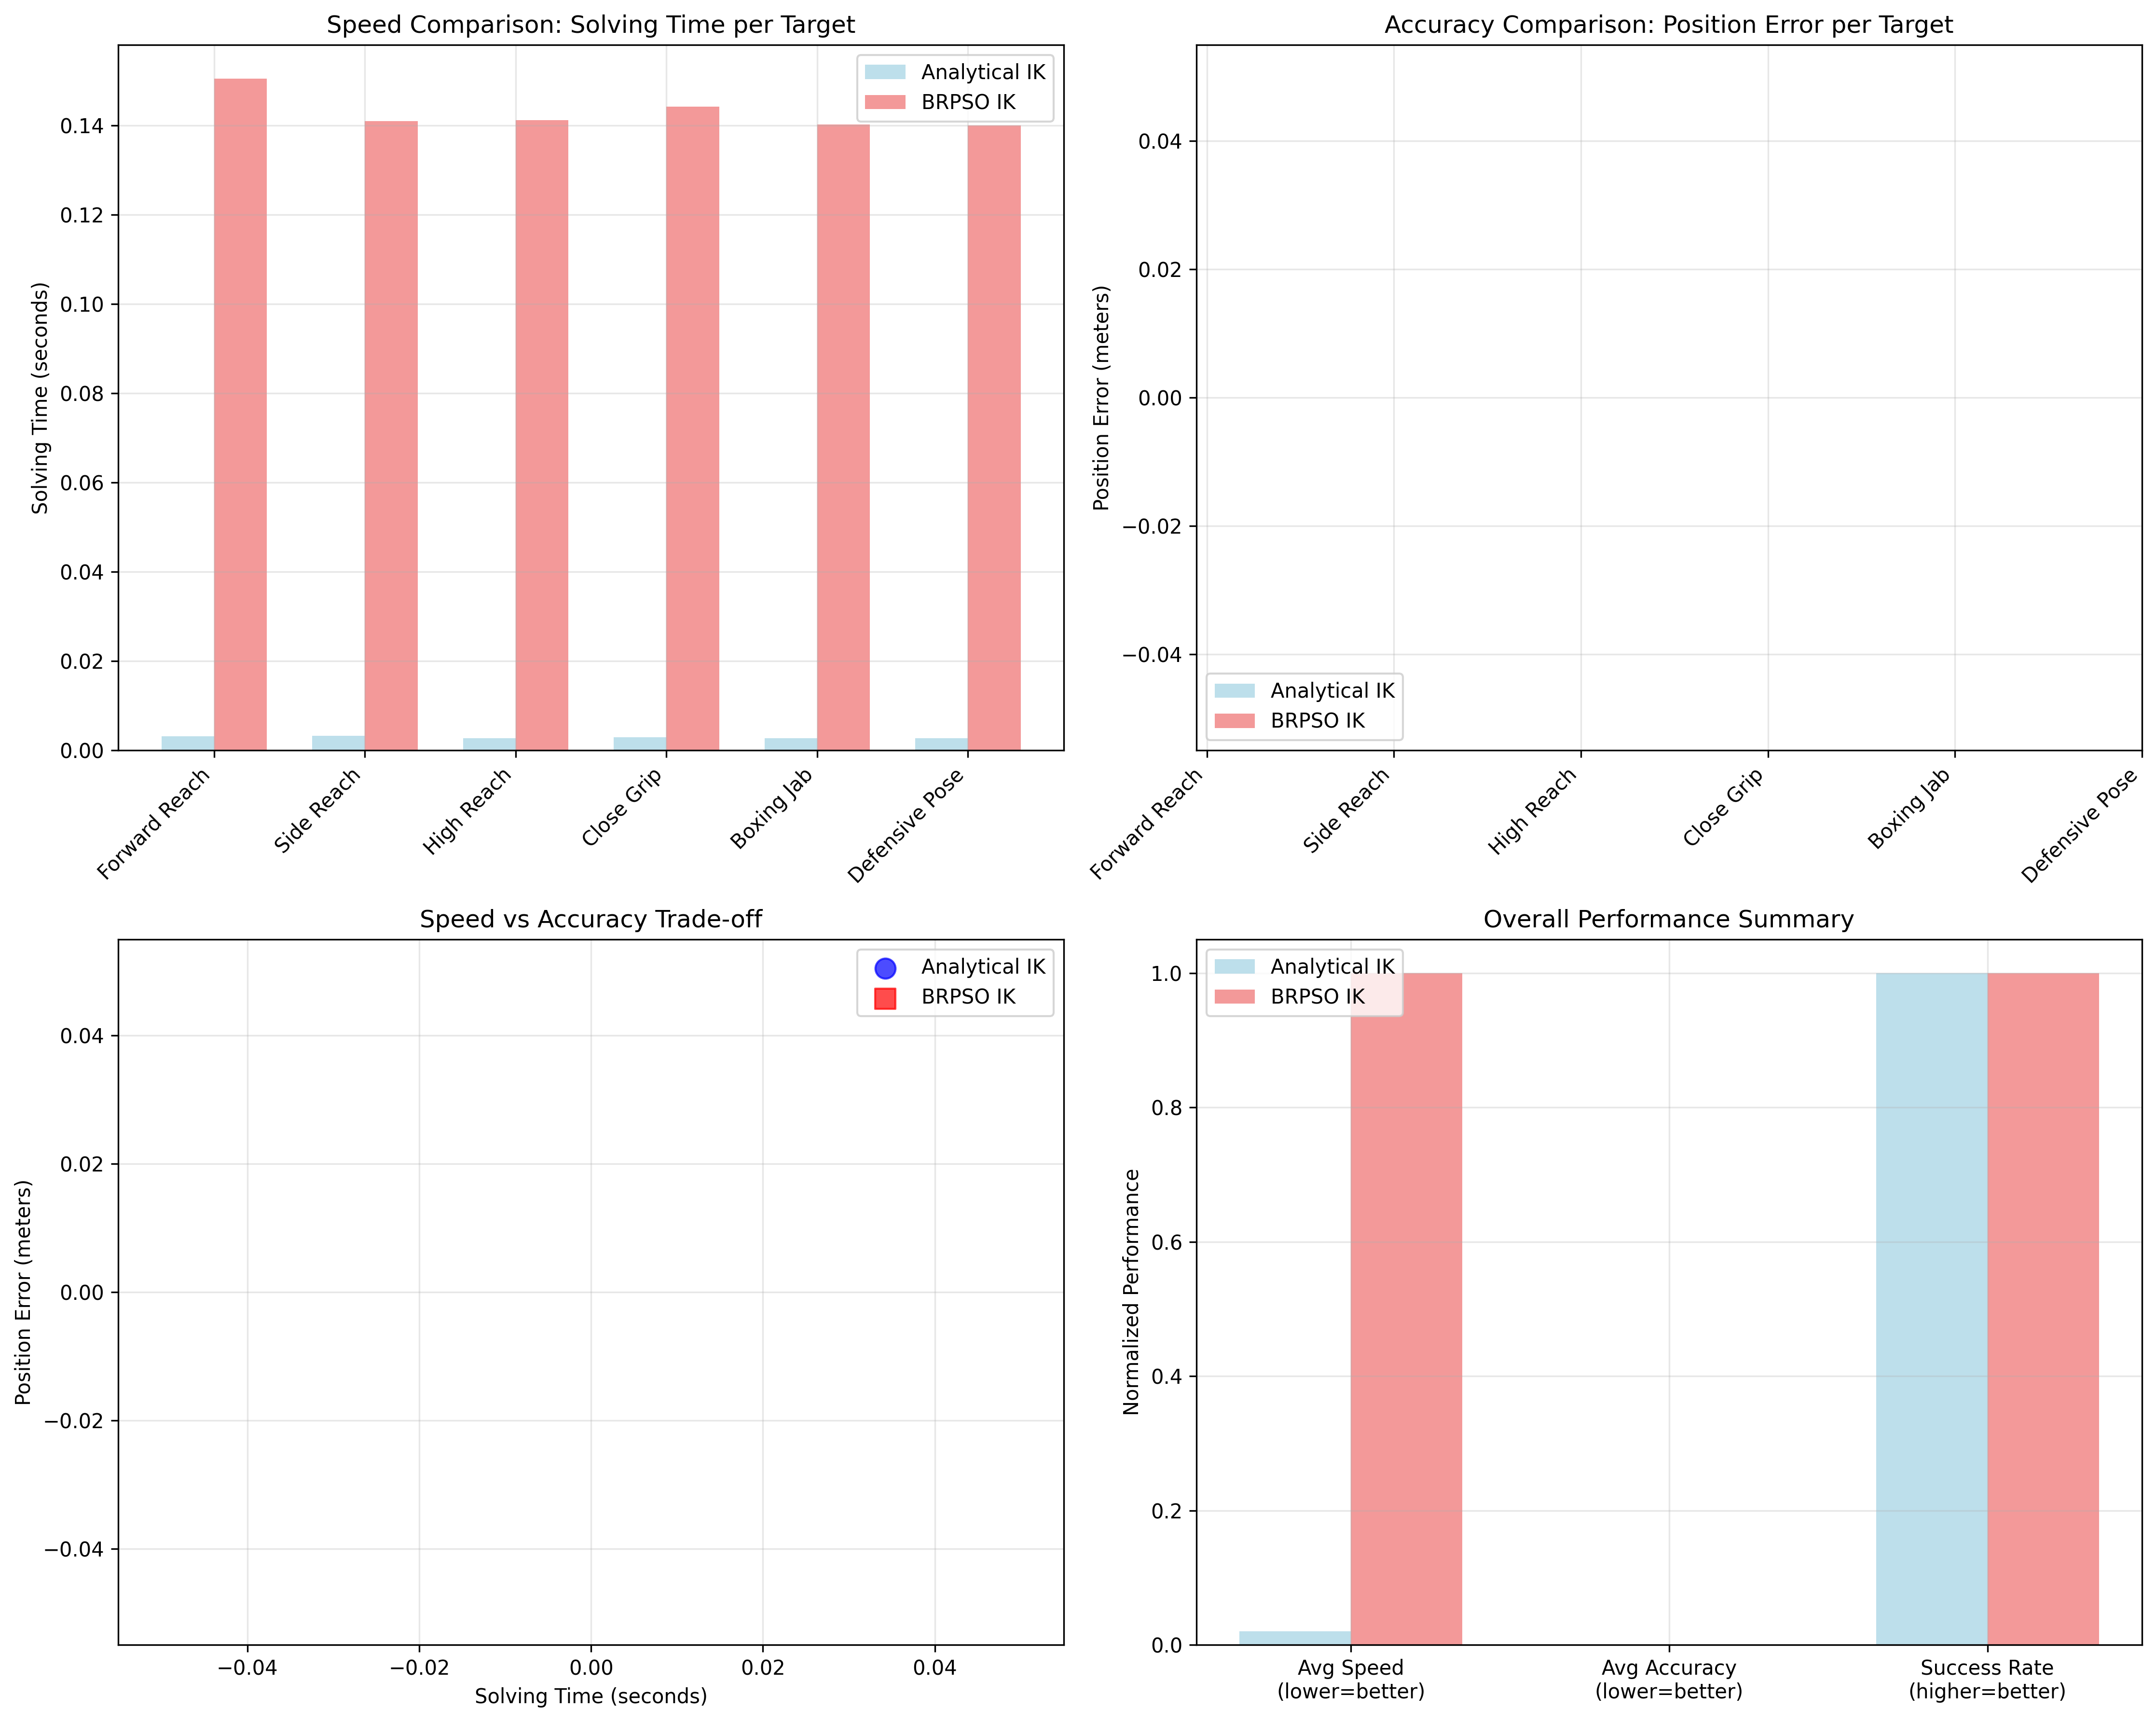 Speed Comparison: Solving Time per Target
Analytical IK
BRPSO IK
Solving Time (seconds)
0.14
0.12
0.10
0.08
0.06
0.04
0.02
0.00
Forward Reach
Side Reach
High Reach
Close Grip
Boxing Jab
Defensive Pose
Accuracy Comparison: Position Error per Target
Position Error (meters)
0.04
0.02
0.00
−0.02
−0.04
Analytical IK
BRPSO IK
Forward Reach
Side Reach
High Reach
Close Grip
Boxing Jab
Defensive Pose
Speed vs Accuracy Trade-off
Analytical IK
BRPSO IK
Position Error (meters)
0.04
0.02
0.00
−0.02
−0.04
−0.04
−0.02
0.00
0.02
0.04
Solving Time (seconds)
Overall Performance Summary
Analytical IK
BRPSO IK
Normalized Performance
1.0
0.8
0.6
0.4
0.2
0.0
Avg Speed
(lower=better)
Avg Accuracy
(lower=better)
Success Rate
(higher=better)